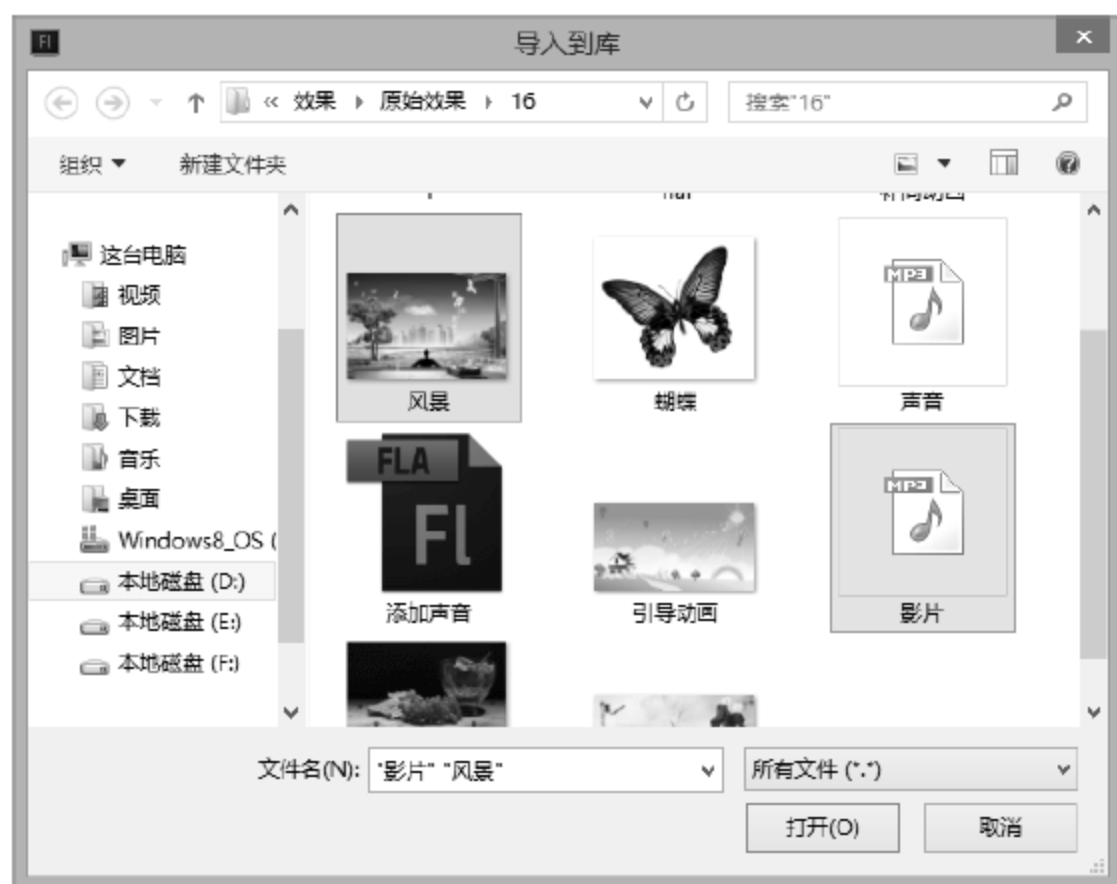 Fl
导入到库
« 效果 原始效果 16
搜索"16"
组织
新建文件夹
这台电脑
视频
图片
文档
下载
音乐
桌面
Windows8_OS (
本地磁盘 (D:)
本地磁盘 (E:)
本地磁盘 (F:)
风景
蝴蝶
MP3
声音
FLA
Fl
添加声音
引导动画
MP3
影片
文件名(N):
"影片" "风景"
所有文件 (*.*)
打开(O)
取消